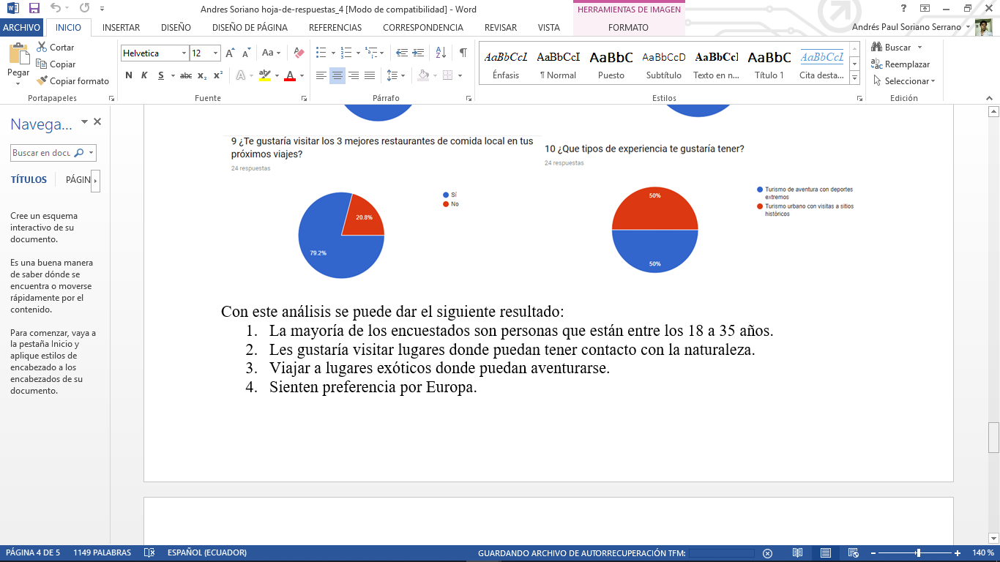 Andres Soriano hoja-de-respuestas_4 [Modo de compatibilidad] - Word
HERRAMIENTAS DE IMAGEN
ARCHIVO INICIO INSERTAR DISEÑO DISEÑO DE PÁGINA REFERENCIAS CORRESPONDENCIA REVISAR VISTA FORMATO
Andrés Paul Soriano Serrano
Pegar
Cortar
Copiar
Copiar formato
Portapapeles
Helvetica 12
Aa
N K S abc x₂ x²
Fuente
Párrafo
AaBbCcI AaBbCcI AaBbC AaBbCcD AaBbCcI AaBbC AaBbCcI
Énfasis ¶ Normal Puesto Subtítulo Texto en n... Título 1 Cita desta...
Estilos
Buscar
Reemplazar
Seleccionar
Edición
Navega...
Buscar en docu
TÍTULOS PÁGIN
Cree un esquema
interactivo de su
documento.
Es una buena manera
de saber dónde se
encuentra o moverse
rápidamente por el
contenido.
Para comenzar, vaya a
la pestaña Inicio y
aplique estilos de
encabezado a los
encabezados de su
documento.
9 ¿Te gustaría visitar los 3 mejores restaurantes de comida local en tus
próximos viajes?
24 respuestas
Sí
No
20.8%
79.2%
10 ¿Que tipos de experiencia te gustaría tener?
24 respuestas
Turismo de aventura con deportes
extremos
Turismo urbano con visitas a sitios
históricos
50%
50%
Con este análisis se puede dar el siguiente resultado:
1. La mayoría de los encuestados son personas que están entre los 18 a 35 años.
2. Les gustaría visitar lugares donde puedan tener contacto con la naturaleza.
3. Viajar a lugares exóticos donde puedan aventurarse.
4. Sienten preferencia por Europa.
PÁGINA 4 DE 5 1149 PALABRAS ESPAÑOL (ECUADOR) GUARDANDO ARCHIVO DE AUTORRECUPERACIÓN TFM: 140 %